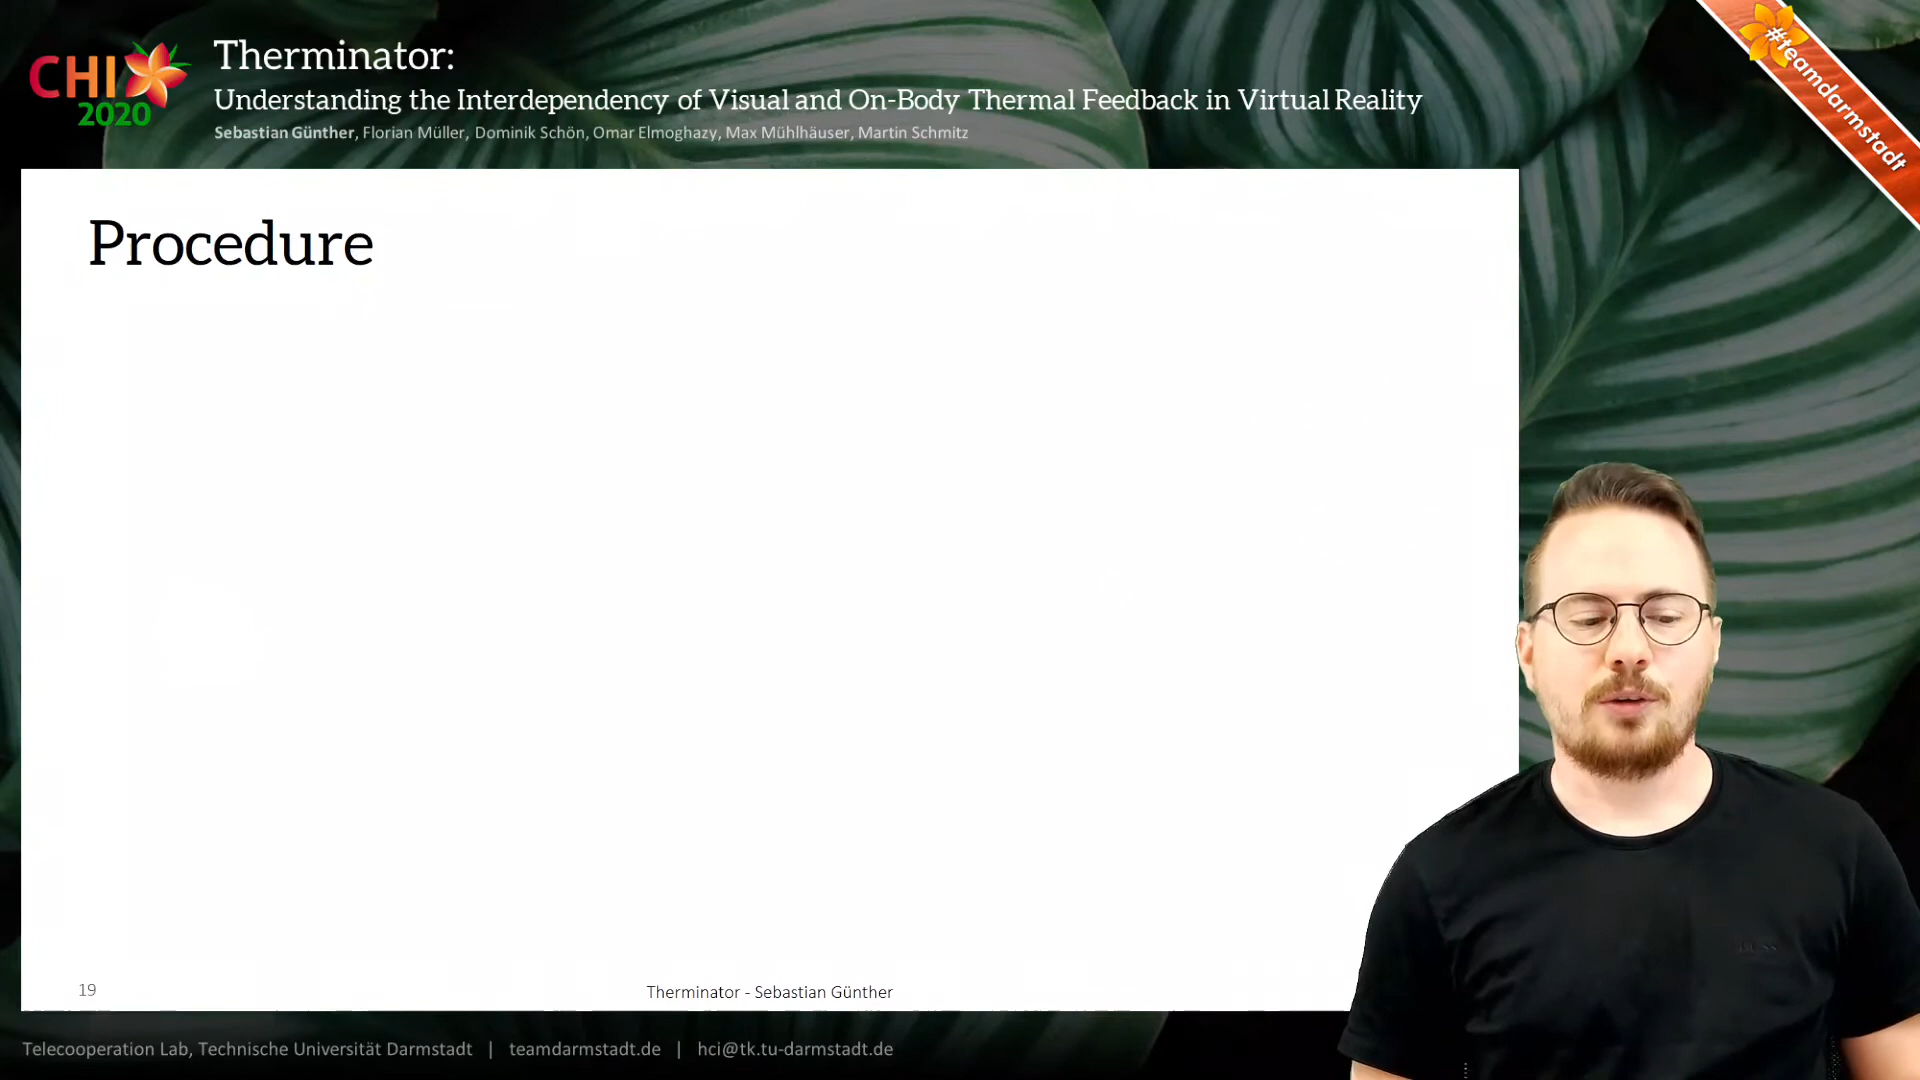 CHI
2020
Therminator:
Understanding the Interdependency of Visual and On-Body Thermal Feedback in Virtual Reality
Sebastian Günther, Florian Müller, Dominik Schön, Omar Elmoghazy, Max Mühlhäuser, Martin Schmitz
#teamdarmstadt
Procedure
19
Therminator - Sebastian Günther
Telecooperation Lab, Technische Universität Darmstadt | teamdarmstadt.de | hci@tk.tu-darmstadt.de